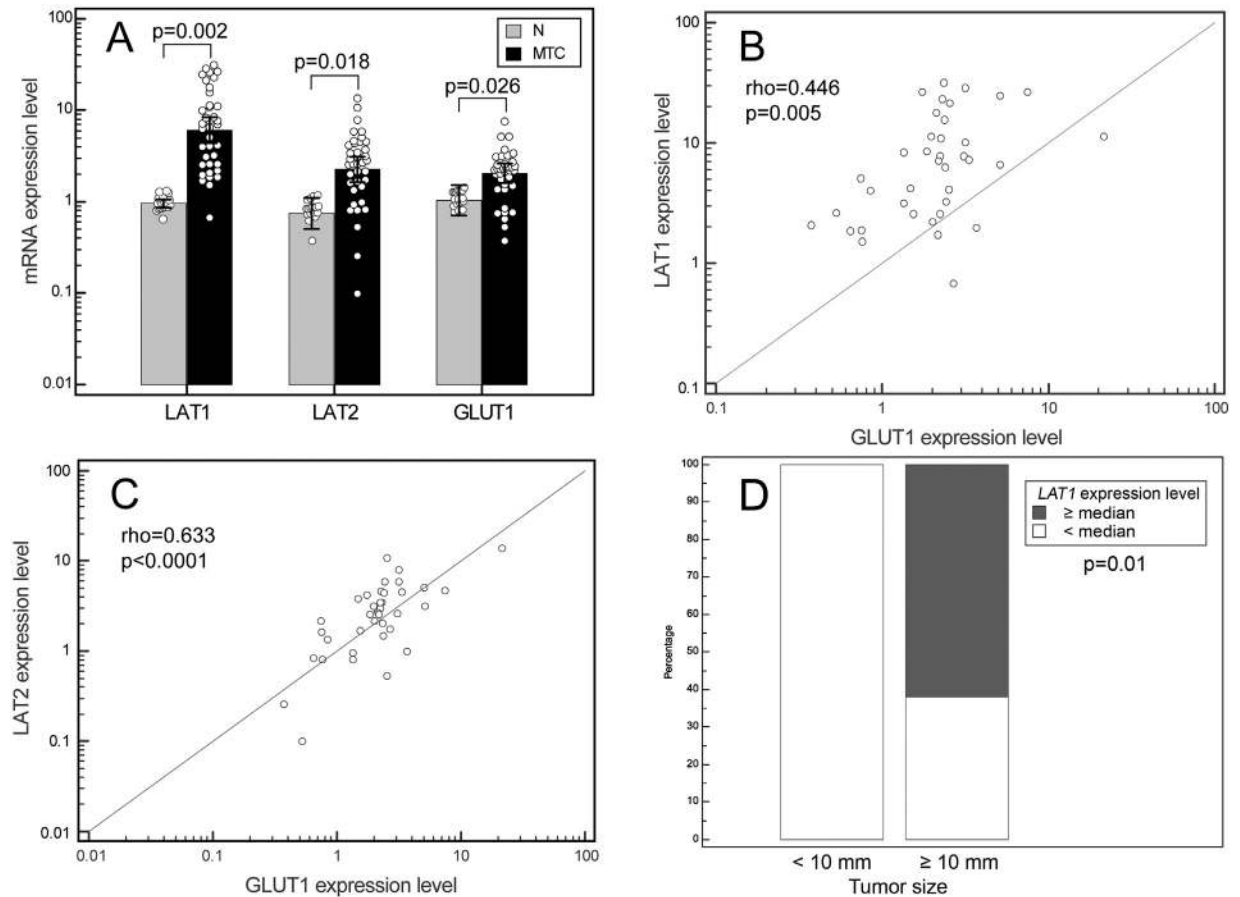 A
N
MTC
p=0.002
p=0.018
p=0.026
mRNA expression level
100
10
1
0.1
0.01
LAT1 LAT2 GLUT1
B
rho=0.446
p=0.005
LAT1 expression level
100
10
1
0.1
0.1 1 10 100
GLUT1 expression level
C
rho=0.633
p<0.0001
LAT2 expression level
100
10
1
0.1
0.01
0.01 0.1 1 10 100
GLUT1 expression level
D
LAT1 expression level
≥ median
< median
p=0.01
Percentage
100
90
80
70
60
50
40
30
20
10
0
< 10 mm ≥ 10 mm
Tumor size